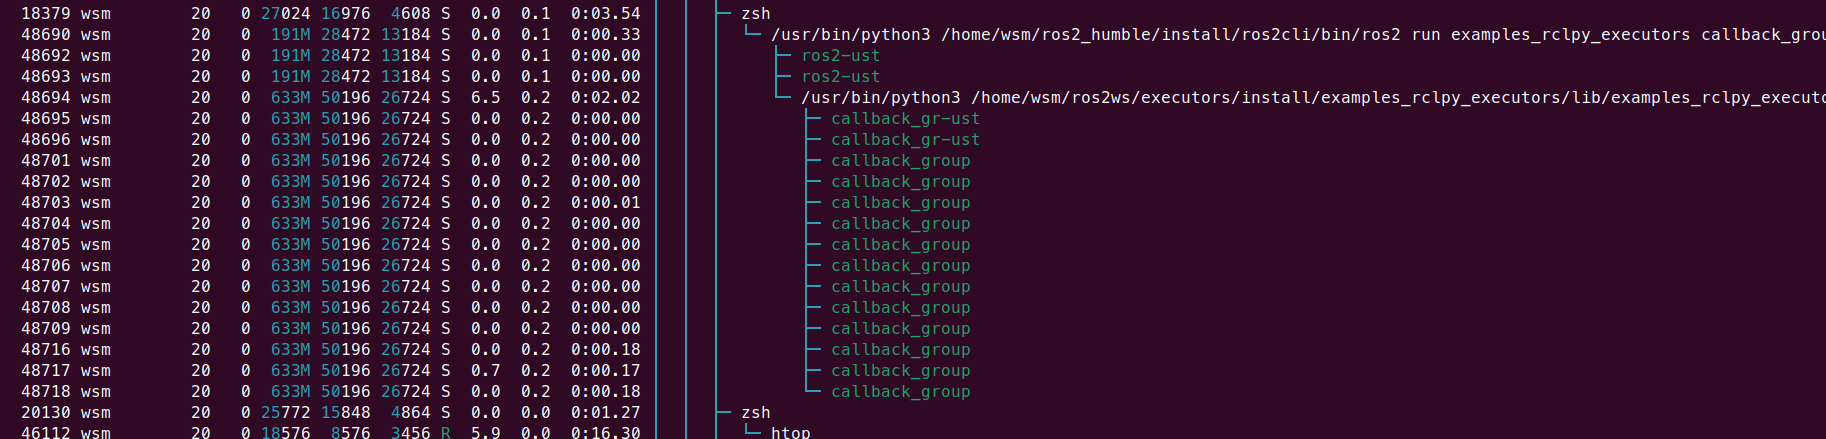 18379 wsm 20 0 27024 16976 4608 S 0.0 0.1 0:03.54 zsh
48690 wsm 20 0 191M 28472 13184 S 0.0 0.1 0:00.33 /usr/bin/python3 /home/wsm/ros2_humble/install/ros2cli/bin/ros2 run examples_rclpy_executors callback_grou
48692 wsm 20 0 191M 28472 13184 S 0.0 0.1 0:00.00 ros2-ust
48693 wsm 20 0 191M 28472 13184 S 0.0 0.1 0:00.00 ros2-ust
48694 wsm 20 0 633M 50196 26724 S 6.5 0.2 0:02.02 /usr/bin/python3 /home/wsm/ros2ws/executors/install/examples_rclpy_executors/lib/examples_rclpy_executo
48695 wsm 20 0 633M 50196 26724 S 0.0 0.2 0:00.00 callback_gr-ust
48696 wsm 20 0 633M 50196 26724 S 0.0 0.2 0:00.00 callback_gr-ust
48701 wsm 20 0 633M 50196 26724 S 0.0 0.2 0:00.00 callback_group
48702 wsm 20 0 633M 50196 26724 S 0.0 0.2 0:00.00 callback_group
48703 wsm 20 0 633M 50196 26724 S 0.0 0.2 0:00.01 callback_group
48704 wsm 20 0 633M 50196 26724 S 0.0 0.2 0:00.00 callback_group
48705 wsm 20 0 633M 50196 26724 S 0.0 0.2 0:00.00 callback_group
48706 wsm 20 0 633M 50196 26724 S 0.0 0.2 0:00.00 callback_group
48707 wsm 20 0 633M 50196 26724 S 0.0 0.2 0:00.00 callback_group
48708 wsm 20 0 633M 50196 26724 S 0.0 0.2 0:00.00 callback_group
48709 wsm 20 0 633M 50196 26724 S 0.0 0.2 0:00.00 callback_group
48716 wsm 20 0 633M 50196 26724 S 0.0 0.2 0:00.18 callback_group
48717 wsm 20 0 633M 50196 26724 S 0.7 0.2 0:00.17 callback_group
48718 wsm 20 0 633M 50196 26724 S 0.0 0.2 0:00.18 callback_group
20130 wsm 20 0 25772 15848 4864 S 0.0 0.0 0:01.27 zsh
46112 wsm 20 0 18576 8576 3456 R 5.9 0.0 0:16.30 htop